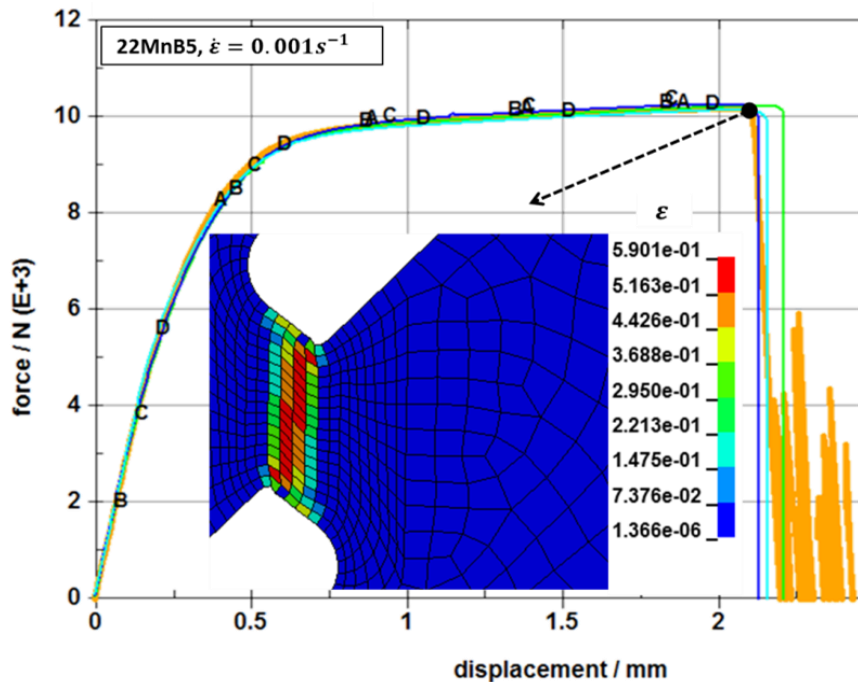 12
22MnB5, ε̇ = 0.001s⁻¹
10
8
6
4
2
0
force / N (E+3)
B A C D B A C B C A D
D
C
B
A
D
C
B
D
ε
5.901e-01
5.163e-01
4.426e-01
3.688e-01
2.950e-01
2.213e-01
1.475e-01
7.376e-02
1.366e-06
0 0.5 1 1.5 2
displacement / mm